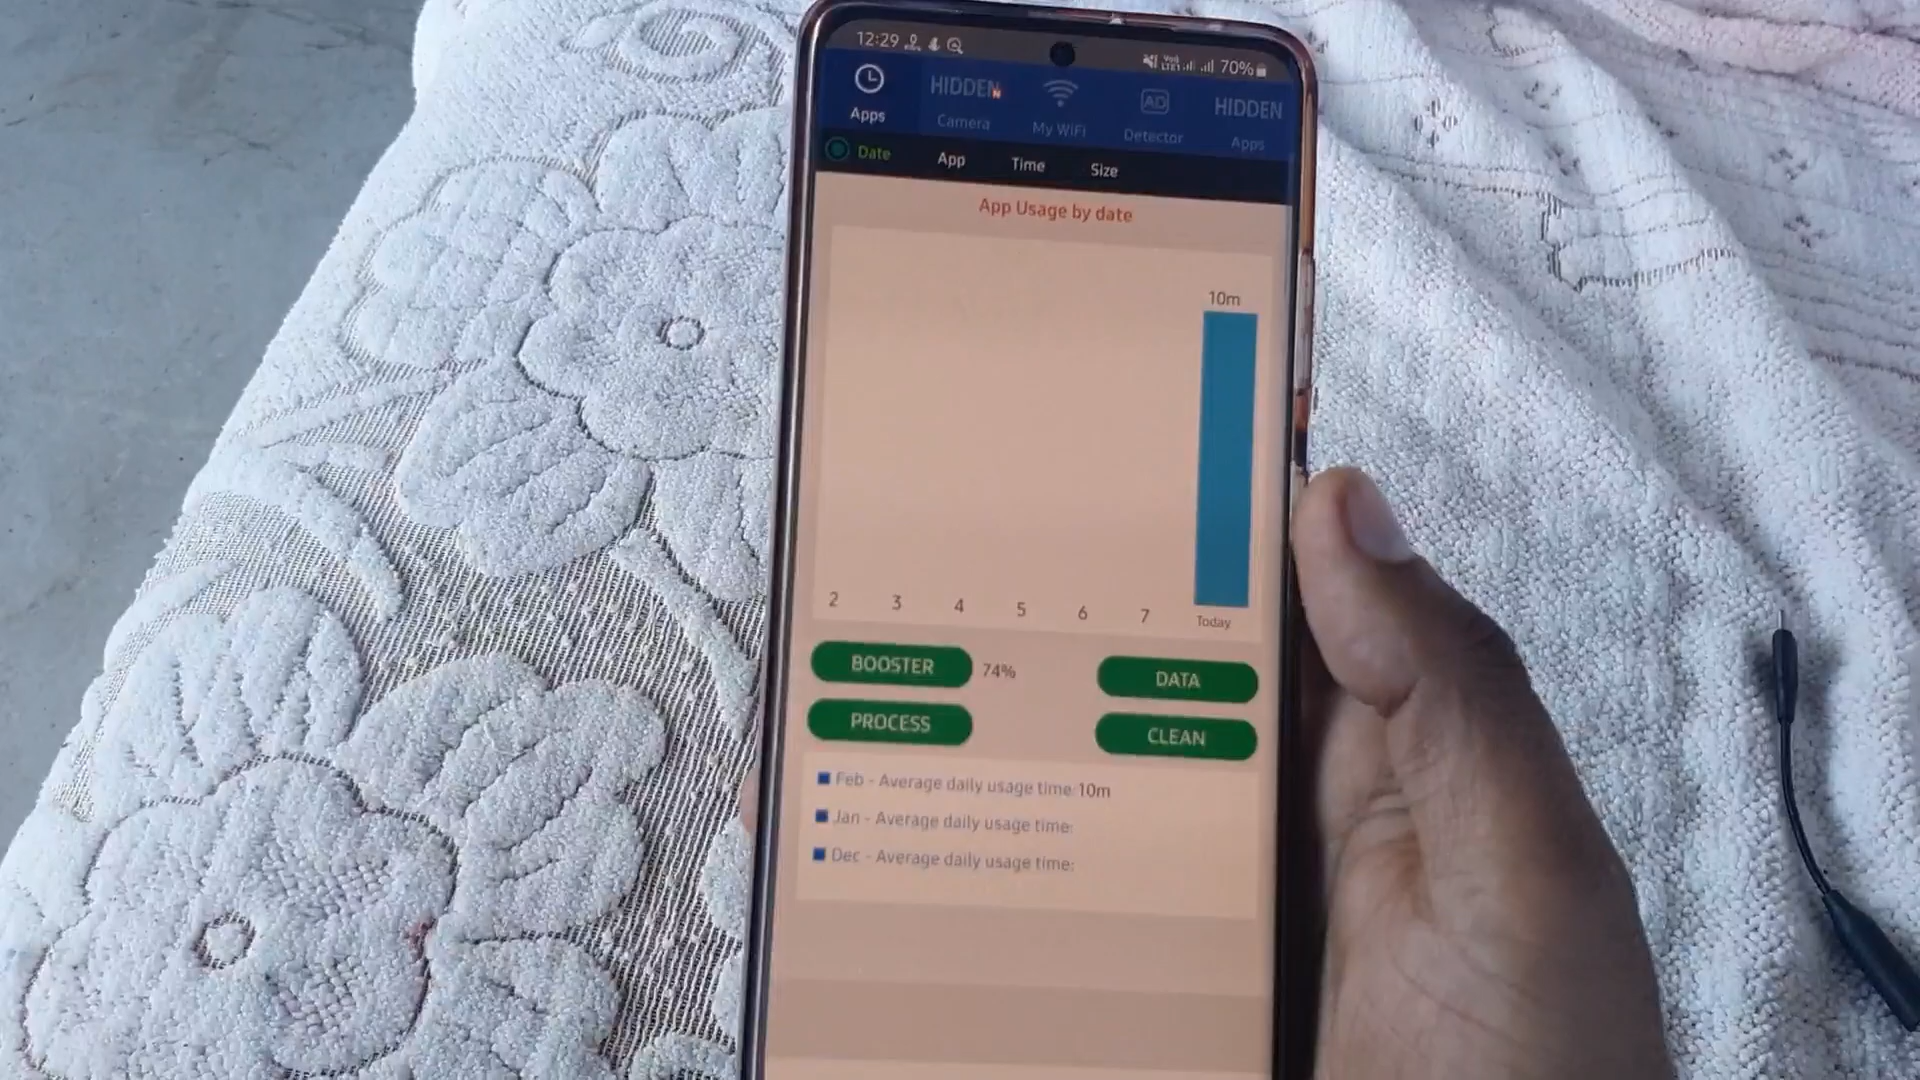 12:29 70%
HIDDEN AD HIDDEN
Apps Camera My WiFi Detector Apps
Date App Time Size
App Usage by date
10m
2 3 4 5 6 7 Today
BOOSTER 74% DATA
PROCESS CLEAN
Feb - Average daily usage time:10m
Jan - Average daily usage time:
Dec - Average daily usage time: